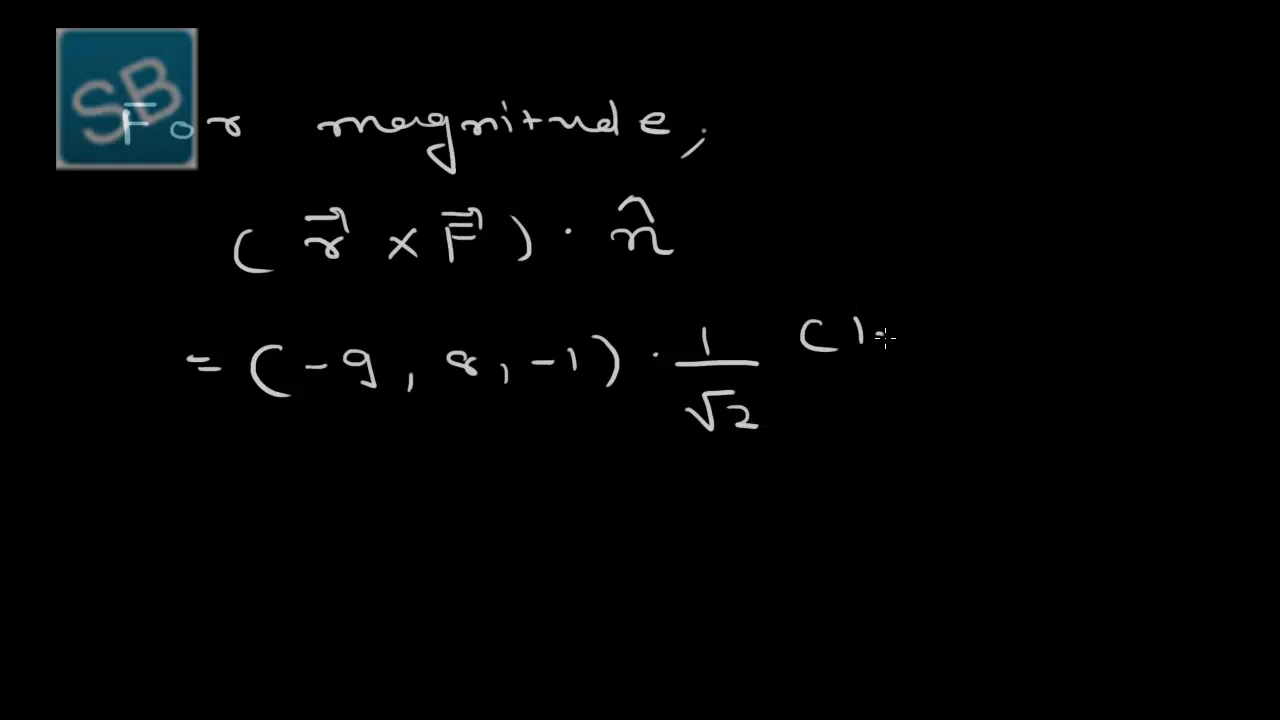 SB
For magnitude,
( r⃗ × F⃗ ) · n̂
= ( -9 , 8 , -1 ) · 1/√2 ( 1-